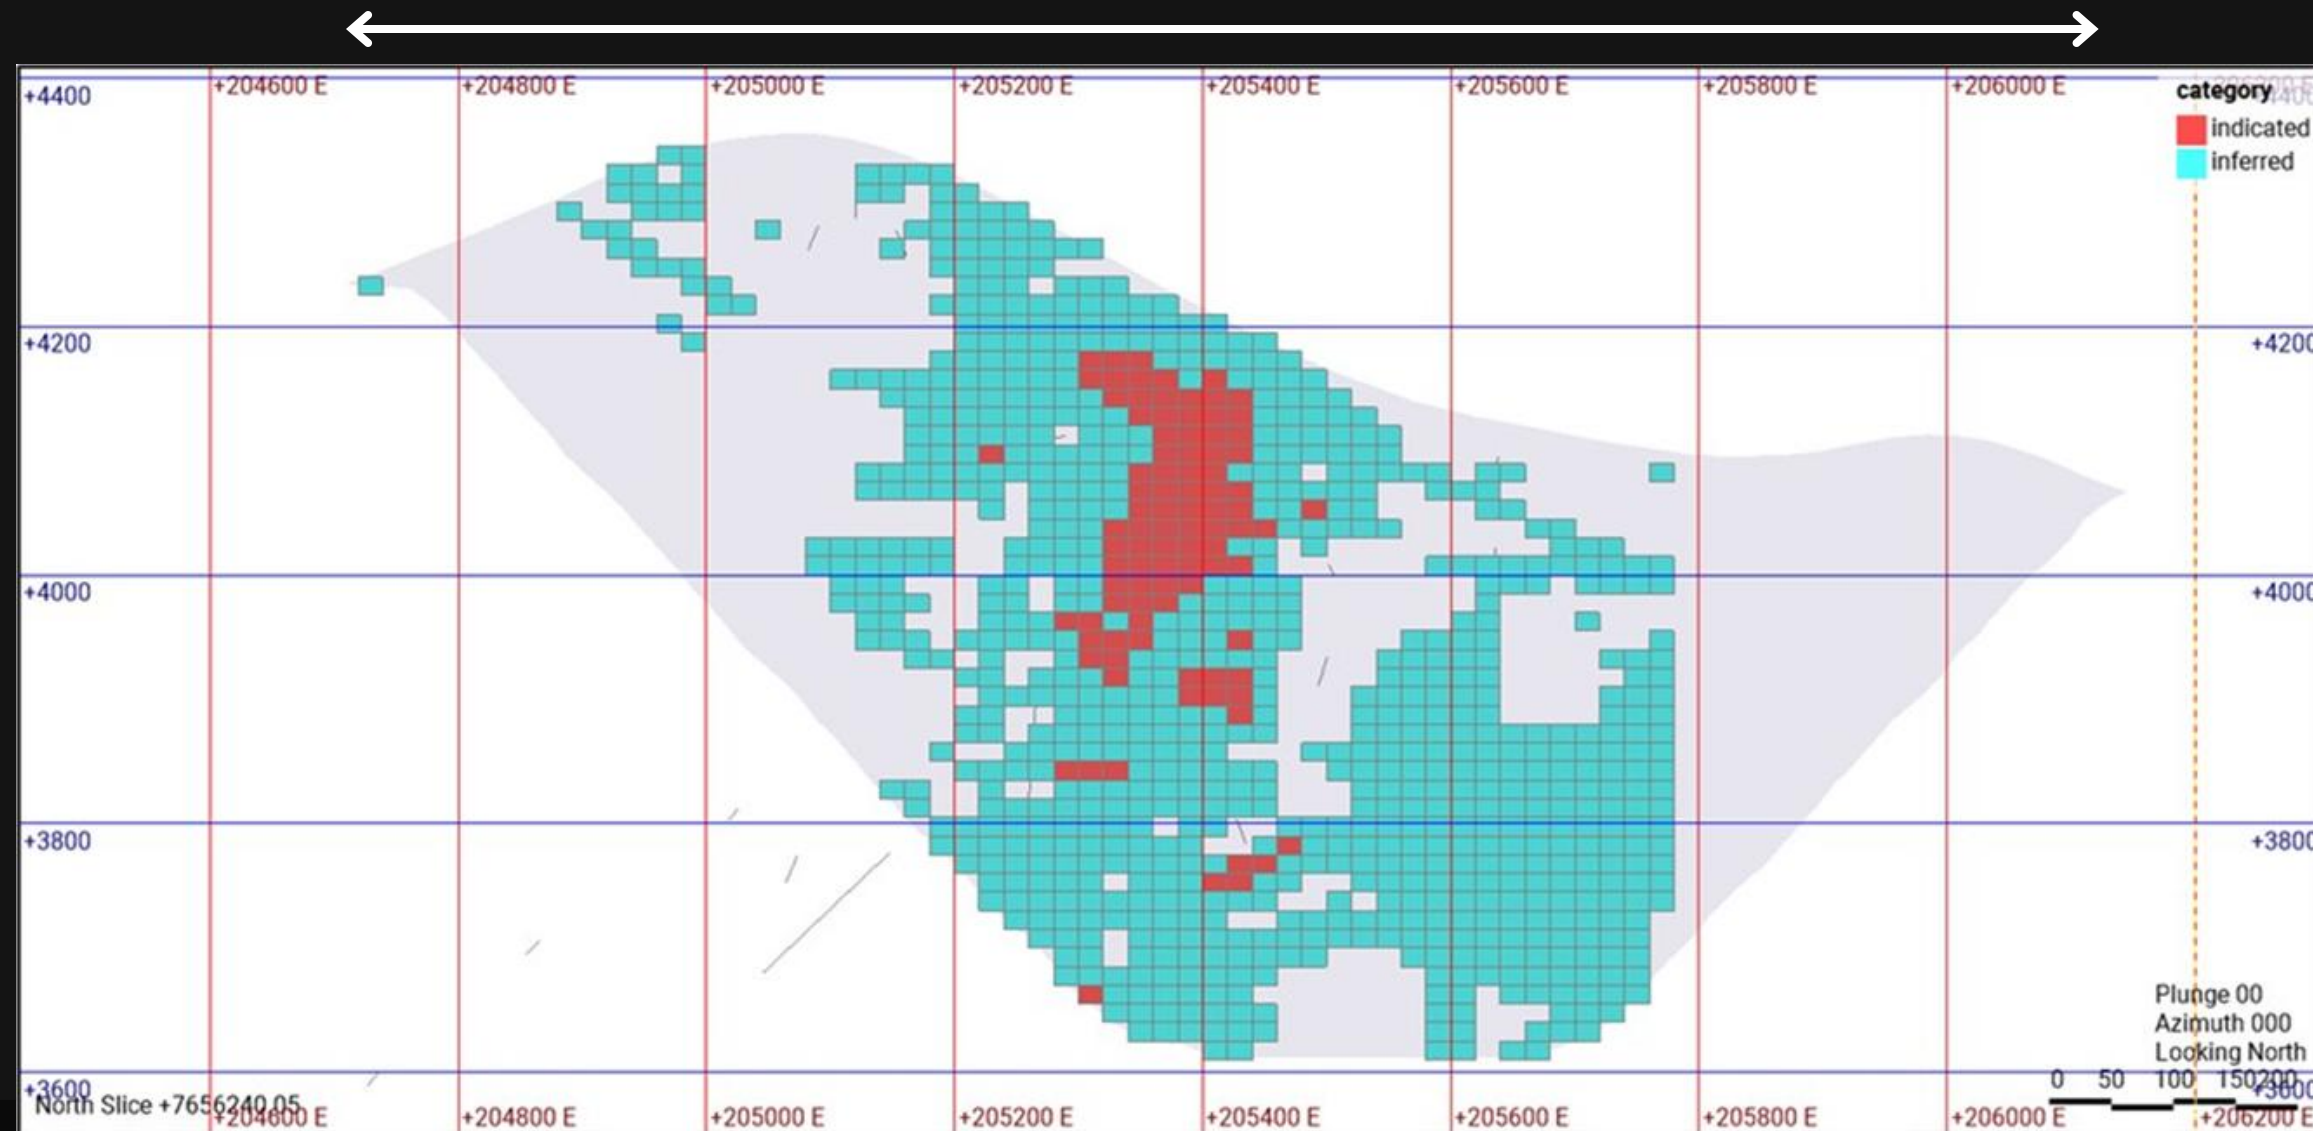 +204600 E +204800 E +205000 E +205200 E +205400 E +205600 E +205800 E +206000 E
+4400
category
indicated
inferred
+4200 +4200
+4000 +4000
+3800 +3800
Plunge 00
Azimuth 000
Looking North
0 50 100 150 200
+3600 +3600
North Slice +7656240.05
+204600 E +204800 E +205000 E +205200 E +205400 E +205600 E +205800 E +206000 E +206200 E